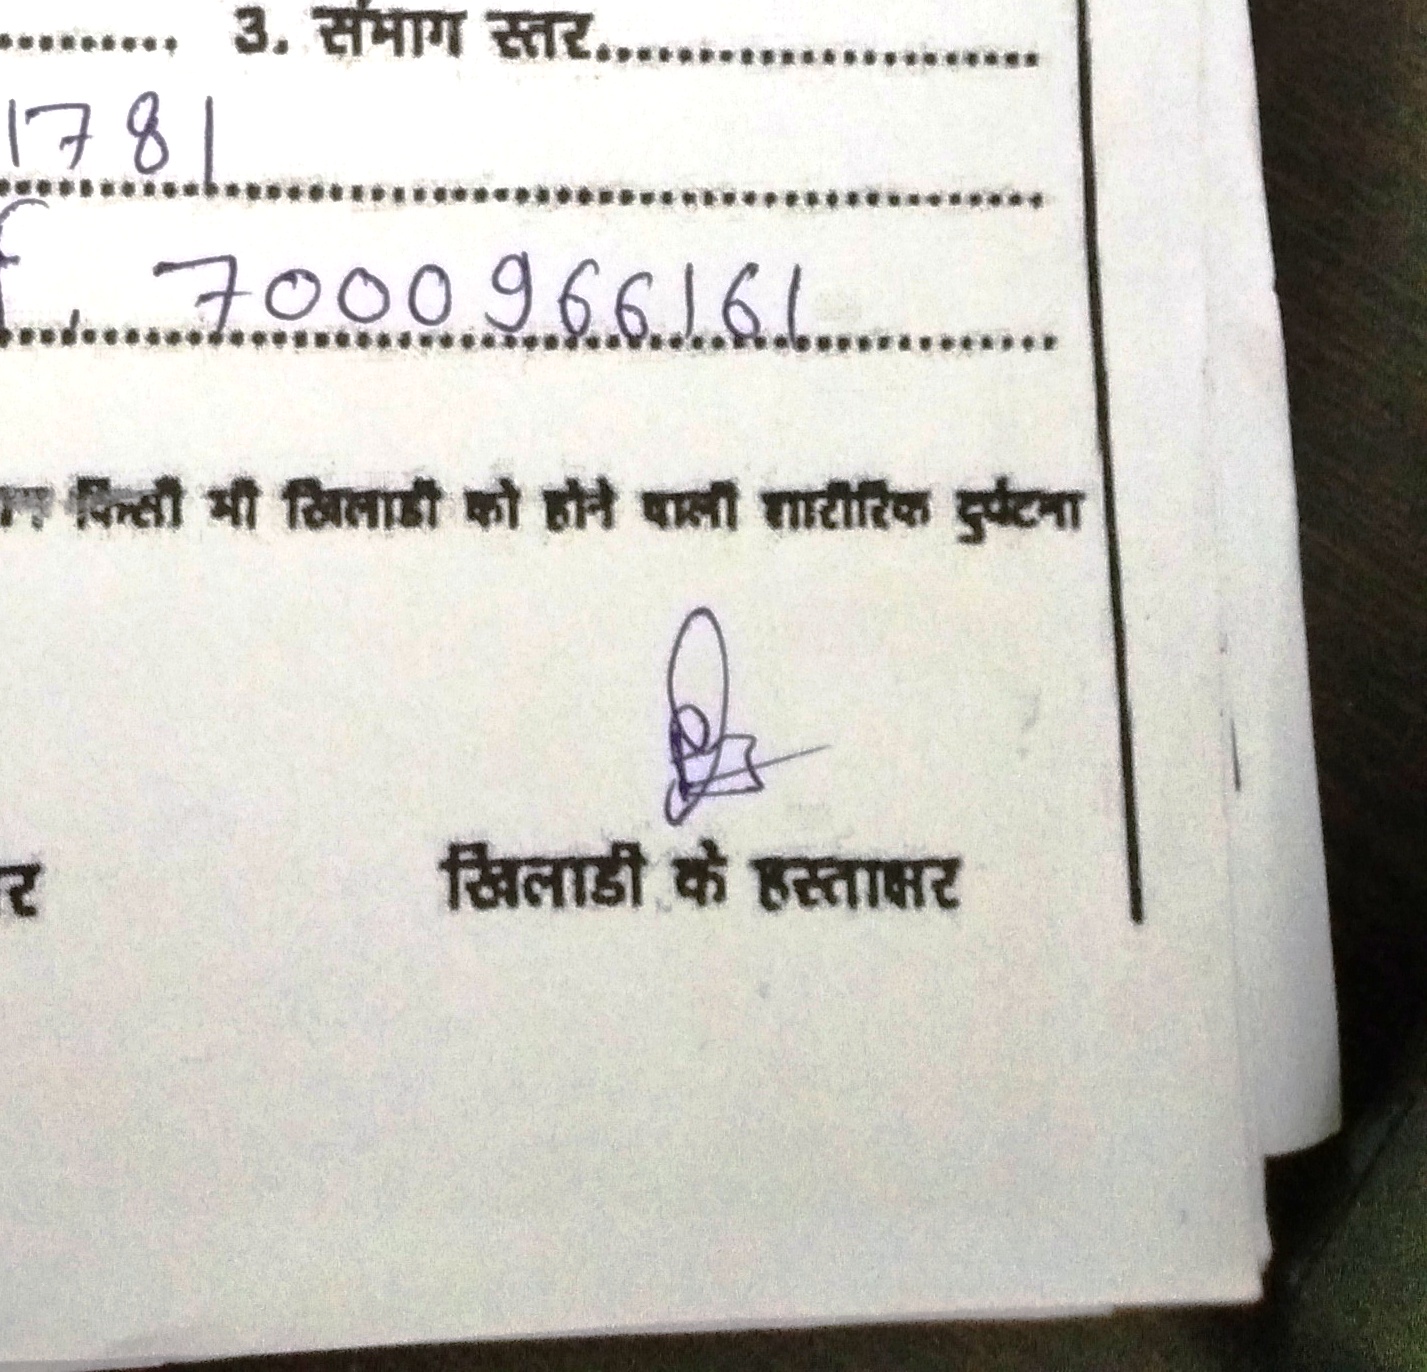 .......... 3. संभाग स्तर......................
1781
7000966161
किसी भी खिलाडी को होने वाली शारीरिक दुर्घटना
खिलाडी के हस्ताक्षर